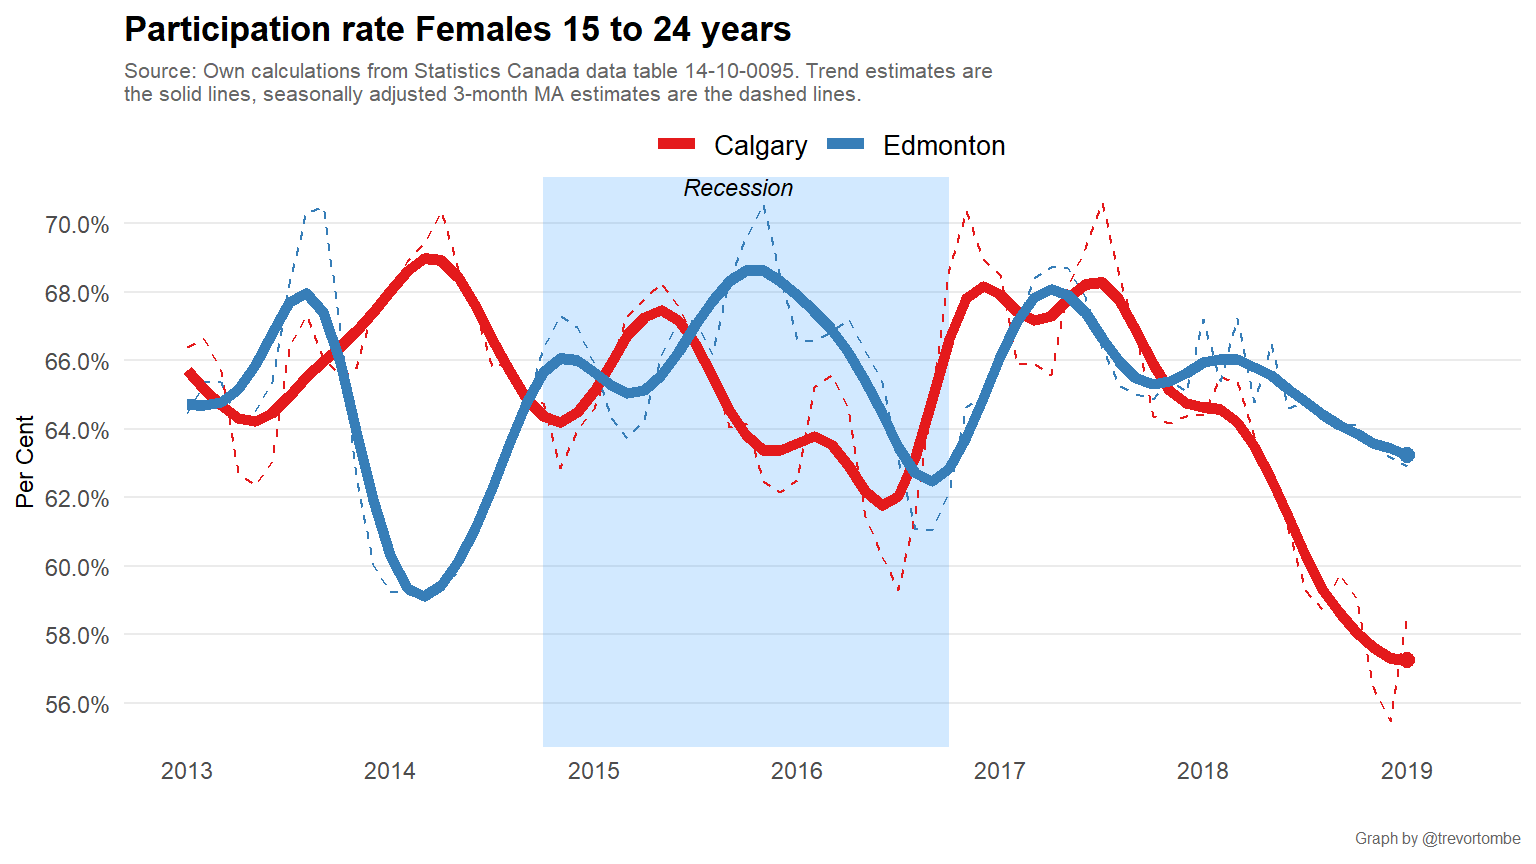 Participation rate Females 15 to 24 years
Source: Own calculations from Statistics Canada data table 14-10-0095. Trend estimates are
the solid lines, seasonally adjusted 3-month MA estimates are the dashed lines.
Calgary Edmonton
Recession
Per Cent
70.0%
68.0%
66.0%
64.0%
62.0%
60.0%
58.0%
56.0%
2013 2014 2015 2016 2017 2018 2019
Graph by @trevortombe